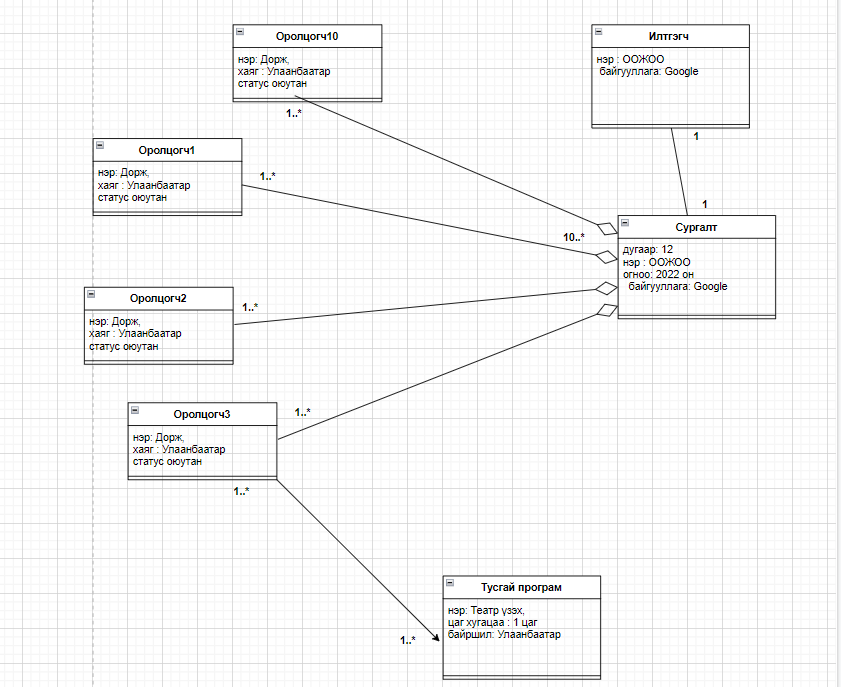 Оролцогч10
нэр: Дорж,
хаяг : Улаанбаатар
статус оюутан
1..*
Илтгэгч
нэр : ООЖОО
байгууллага: Google
1
Оролцогч1
нэр: Дорж,
хаяг : Улаанбаатар
статус оюутан
1..*
1
10..*
Сургалт
дугаар: 12
нэр : ООЖОО
огноо: 2022 он
байгууллага: Google
Оролцогч2
нэр: Дорж,
хаяг : Улаанбаатар
статус оюутан
1..*
Оролцогч3
нэр: Дорж,
хаяг : Улаанбаатар
статус оюутан
1..*
1..*
Тусгай програм
нэр: Театр үзэх,
цаг хугацаа : 1 цаг
байршил: Улаанбаатар
1..*